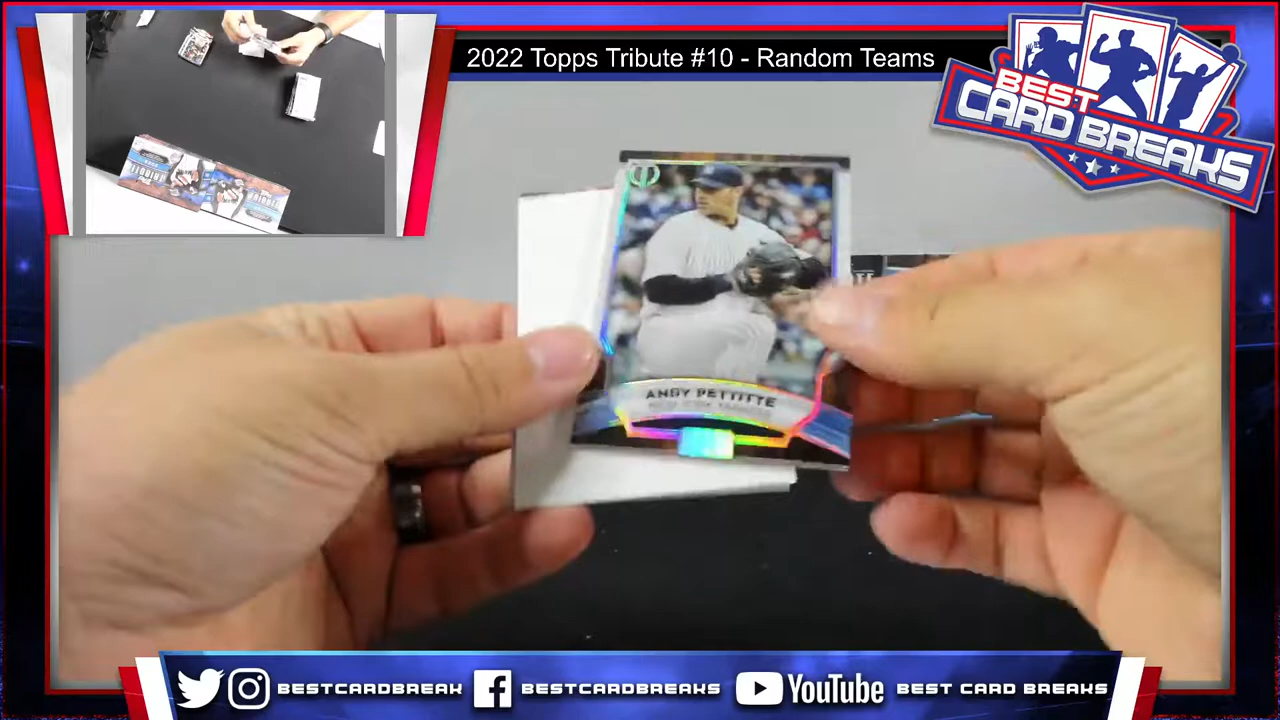 2022 Topps Tribute #10 - Random Teams
BEST
CARD BREAKS
ANDY PETTITTE
BESTCARDBREAK
BESTCARDBREAKS
YouTube
BEST CARD BREAKS